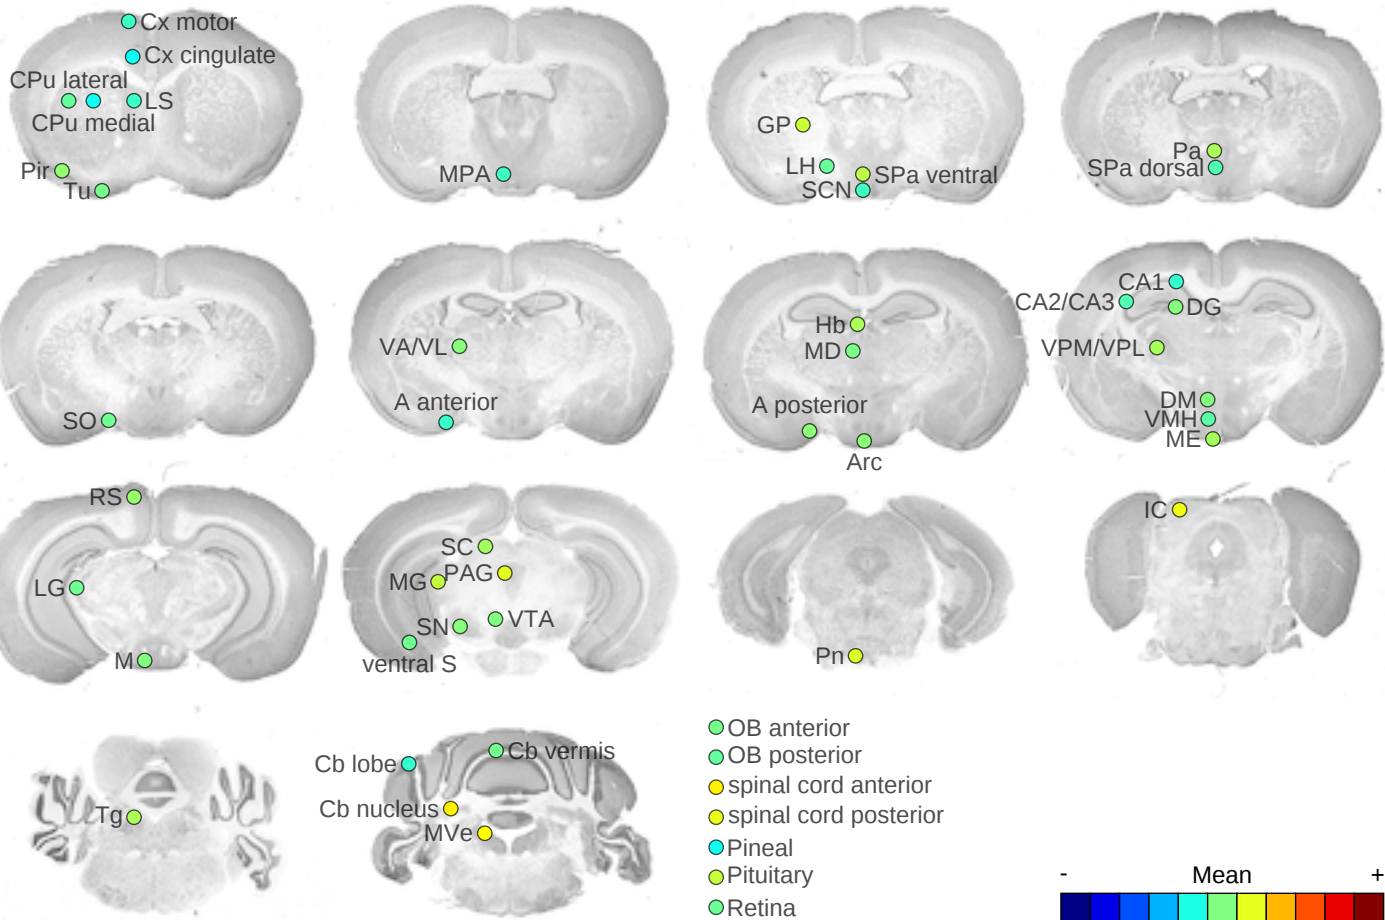 Cx motor
Cx cingulate
CPu lateral
LS
CPu medial
Pir
Tu
MPA
GP
LH
SPa ventral
SCN
Pa
SPa dorsal
SO
VA/VL
A anterior
Hb
MD
A posterior
Arc
CA1
CA2/CA3
DG
VPM/VPL
DM
VMH
ME
RS
LG
M
SC
PAG
MG
SN
VTA
ventral S
Pn
IC
Tg
Cb lobe
Cb vermis
Cb nucleus
MVe
OB anterior
OB posterior
spinal cord anterior
spinal cord posterior
Pineal
Pituitary
Retina
- Mean +